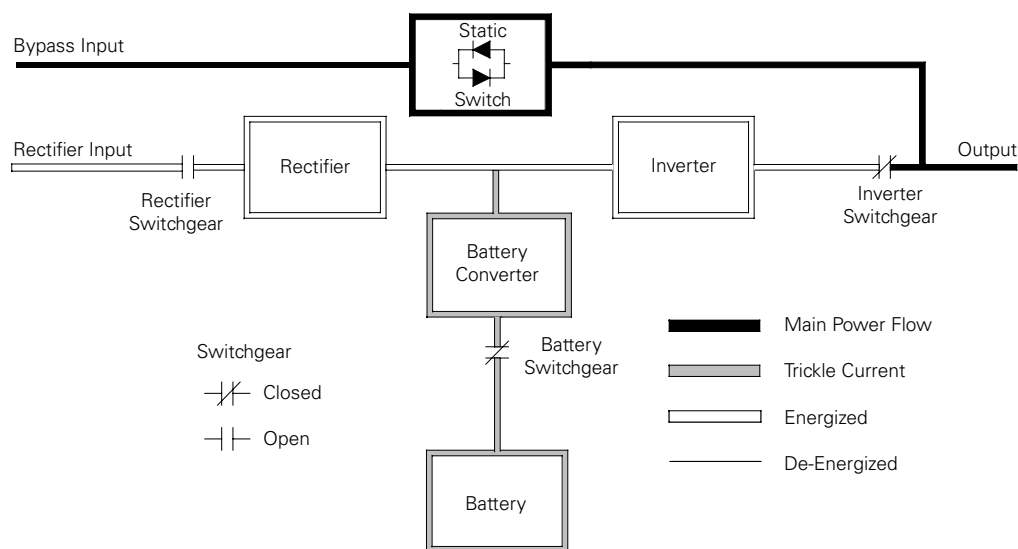 Bypass Input
Static
Switch
Rectifier Input
Rectifier
Inverter
Output
Rectifier
Switchgear
Inverter
Switchgear
Battery
Converter
Battery
Switchgear
Battery
Switchgear
Closed
Open
Main Power Flow
Trickle Current
Energized
De-Energized